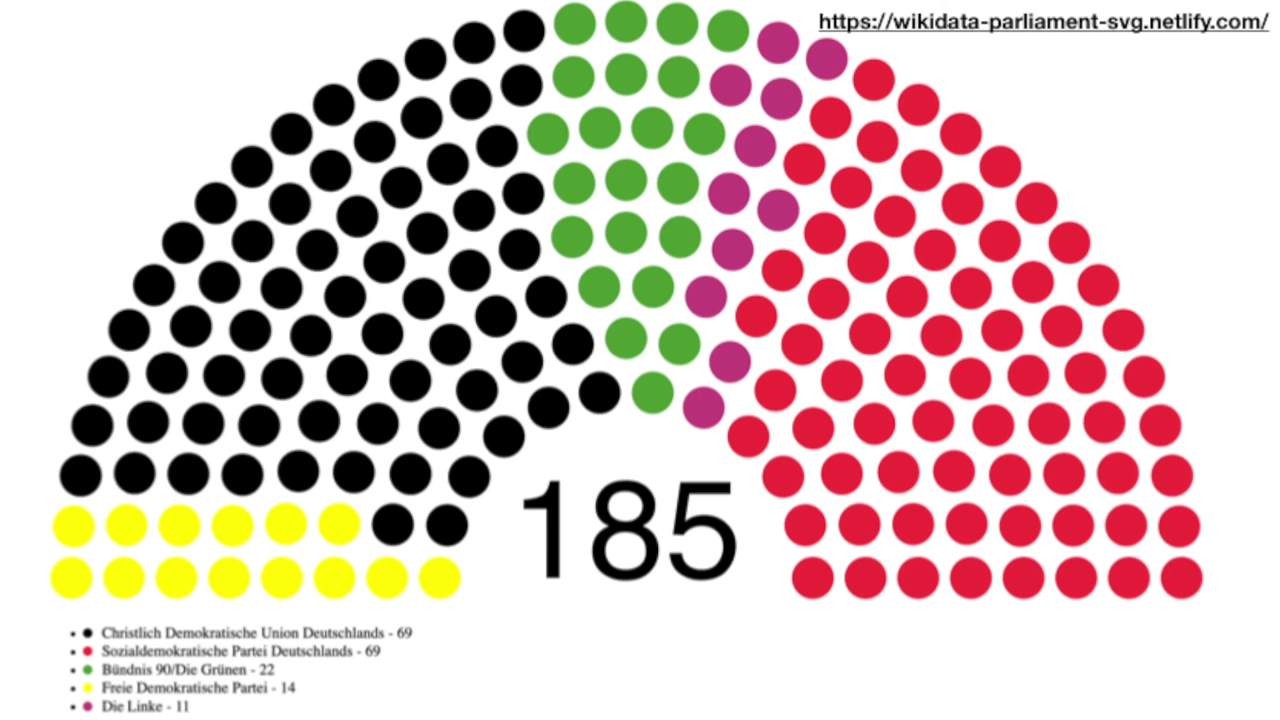 https://wikidata-parliament-svg.netlify.com/
185
Christlich Demokratische Union Deutschlands - 69
Sozialdemokratische Partei Deutschlands - 69
Bündnis 90/Die Grünen - 22
Freie Demokratische Partei - 14
Die Linke - 11